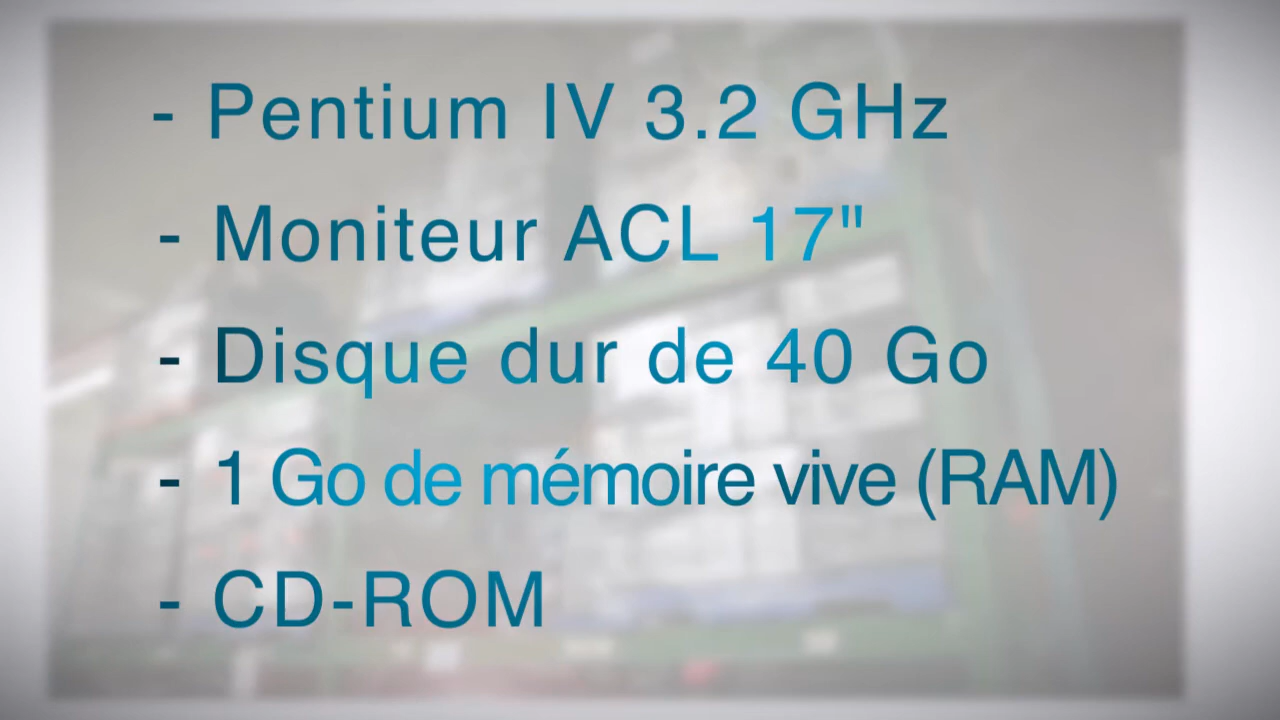 - Pentium IV 3.2 GHz
- Moniteur ACL 17"
- Disque dur de 40 Go
- 1 Go de mémoire vive (RAM)
- CD-ROM